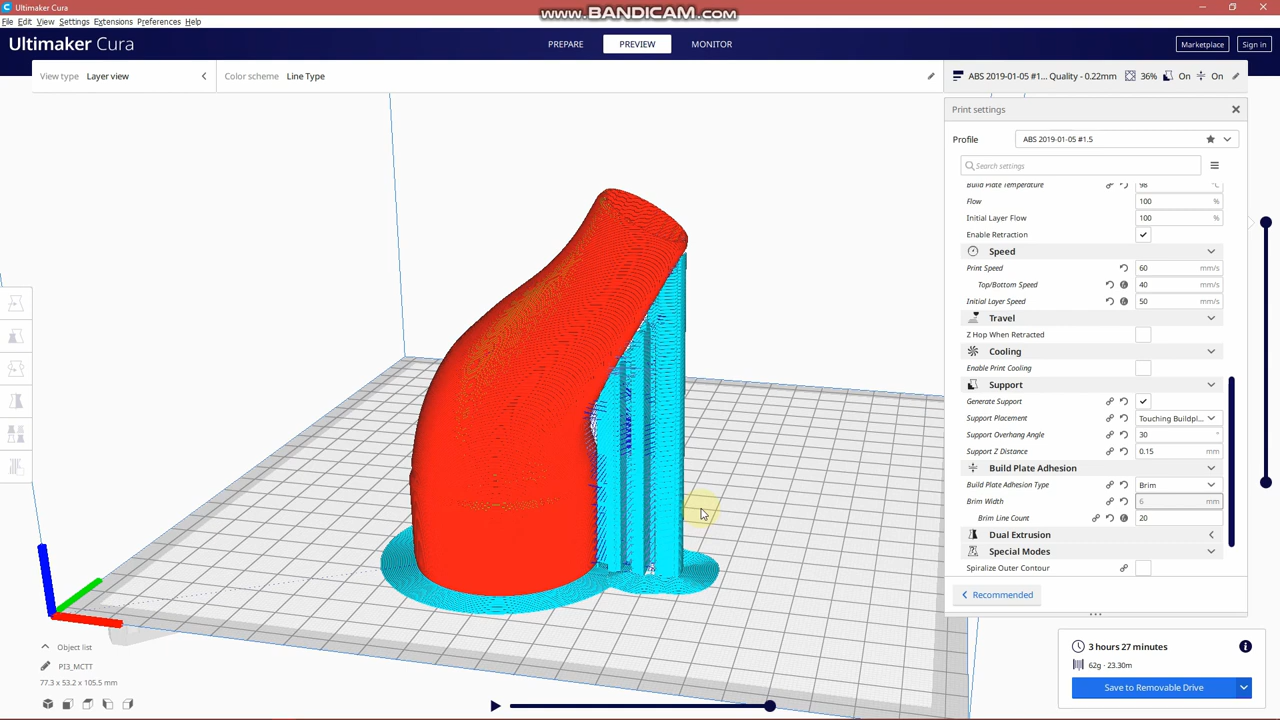 Ultimaker Cura
www.BANDICAM.com
File Edit View Settings Extensions Preferences Help
Ultimaker Cura
PREPARE
PREVIEW
MONITOR
Marketplace
Sign in
View type Layer view
Color scheme Line Type
ABS 2019-01-05 #1... Quality - 0.22mm
36%
On
On
Print settings
Profile
ABS 2019-01-05 #1.5
Search settings
Build Plate Temperature 98 °C
Flow 100 %
Initial Layer Flow 100 %
Enable Retraction
Speed
Print Speed 60 mm/s
Top/Bottom Speed 40 mm/s
Initial Layer Speed 50 mm/s
Travel
Z Hop When Retracted
Cooling
Enable Print Cooling
Support
Generate Support
Support Placement Touching Buildpl...
Support Overhang Angle 30 °
Support Z Distance 0.15 mm
Build Plate Adhesion
Build Plate Adhesion Type Brim
Brim Width 6 mm
Brim Line Count 20
Dual Extrusion
Special Modes
Spiralize Outer Contour
Recommended
Object list
PI3_MCTT
77.3 x 53.2 x 105.5 mm
3 hours 27 minutes
62g · 23.30m
Save to Removable Drive